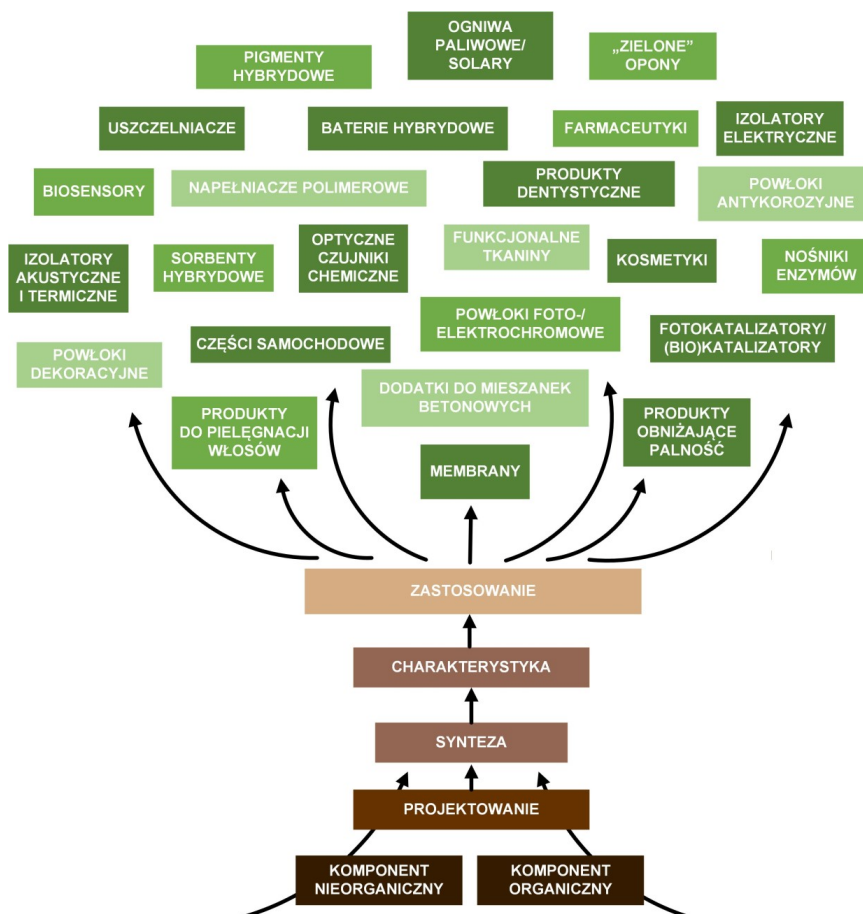 OGNIWA
PALIWOWE/
SOLARY
PIGMENTY
HYBRYDOWE
„ZIELONE”
OPONY
USZCZELNIACZE
BATERIE HYBRYDOWE
FARMACEUTYKI
IZOLATORY
ELEKTRYCZNE
BIOSENSORY
NAPEŁNIACZE POLIMEROWE
PRODUKTY
DENTYSTYCZNE
POWŁOKI
ANTYKOROZYJNE
IZOLATORY
AKUSTYCZNE
I TERMICZNE
SORBENTY
HYBRYDOWE
OPTYCZNE
CZUJNIKI
CHEMICZNE
FUNKCJONALNE
TKANINY
KOSMETYKI
NOŚNIKI
ENZYMÓW
POWŁOKI
DEKORACYJNE
CZĘŚCI SAMOCHODOWE
POWŁOKI FOTO-/
ELEKTROCHROMOWE
FOTOKATALIZATORY/
(BIO)KATALIZATORY
PRODUKTY
DO PIELĘGNACJI
WŁOSÓW
DODATKI DO MIESZANEK
BETONOWYCH
PRODUKTY
OBNIŻAJĄCE
PALNOŚĆ
MEMBRANY
ZASTOSOWANIE
CHARAKTERYSTYKA
SYNTEZA
PROJEKTOWANIE
KOMPONENT
NIEORGANICZNY
KOMPONENT
ORGANICZNY